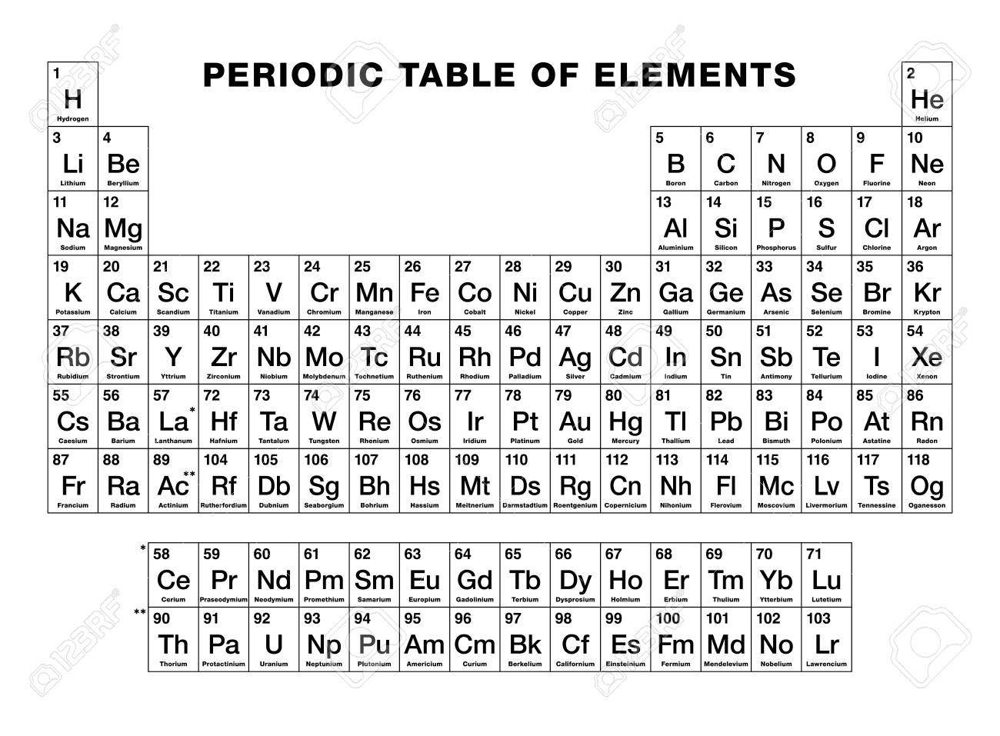 PERIODIC TABLE OF ELEMENTS
1 2
H He
Hydrogen Helium
3 4 5 6 7 8 9 10
Li Be B C N O F Ne
Lithium Beryllium Boron Carbon Nitrogen Oxygen Fluorine Neon
11 12 13 14 15 16 17 18
Na Mg Al Si P S Cl Ar
Sodium Magnesium Aluminium Silicon Phosphorus Sulfur Chlorine Argon
19 20 21 22 23 24 25 26 27 28 29 30 31 32 33 34 35 36
K Ca Sc Ti V Cr Mn Fe Co Ni Cu Zn Ga Ge As Se Br Kr
Potassium Calcium Scandium Titanium Vanadium Chromium Manganese Iron Cobalt Nickel Copper Zinc Gallium Germanium Arsenic Selenium Bromine Krypton
37 38 39 40 41 42 43 44 45 46 47 48 49 50 51 52 53 54
Rb Sr Y Zr Nb Mo Tc Ru Rh Pd Ag Cd In Sn Sb Te I Xe
Rubidium Strontium Yttrium Zirconium Niobium Molybdenum Technetium Ruthenium Rhodium Palladium Silver Cadmium Indium Tin Antimony Tellurium Iodine Xenon
55 56 57 72 73 74 75 76 77 78 79 80 81 82 83 84 85 86
Cs Ba La* Hf Ta W Re Os Ir Pt Au Hg Tl Pb Bi Po At Rn
Caesium Barium Lanthanum Hafnium Tantalum Tungsten Rhenium Osmium Iridium Platinum Gold Mercury Thallium Lead Bismuth Polonium Astatine Radon
87 88 89 104 105 106 107 108 109 110 111 112 113 114 115 116 117 118
Fr Ra Ac** Rf Db Sg Bh Hs Mt Ds Rg Cn Nh Fl Mc Lv Ts Og
Francium Radium Actinium Rutherfordium Dubnium Seaborgium Bohrium Hassium Meitnerium Darmstadtium Roentgenium Copernicium Nihonium Flerovium Moscovium Livermorium Tennessine Oganesson
* 58 59 60 61 62 63 64 65 66 67 68 69 70 71
Ce Pr Nd Pm Sm Eu Gd Tb Dy Ho Er Tm Yb Lu
Cerium Praseodymium Neodymium Promethium Samarium Europium Gadolinium Terbium Dysprosium Holmium Erbium Thulium Ytterbium Lutetium
** 90 91 92 93 94 95 96 97 98 99 100 101 102 103
Th Pa U Np Pu Am Cm Bk Cf Es Fm Md No Lr
Thorium Protactinium Uranium Neptunium Plutonium Americium Curium Berkelium Californium Einsteinium Fermium Mendelevium Nobelium Lawrencium
123RF
123RF
123RF
123RF
123RF
123RF